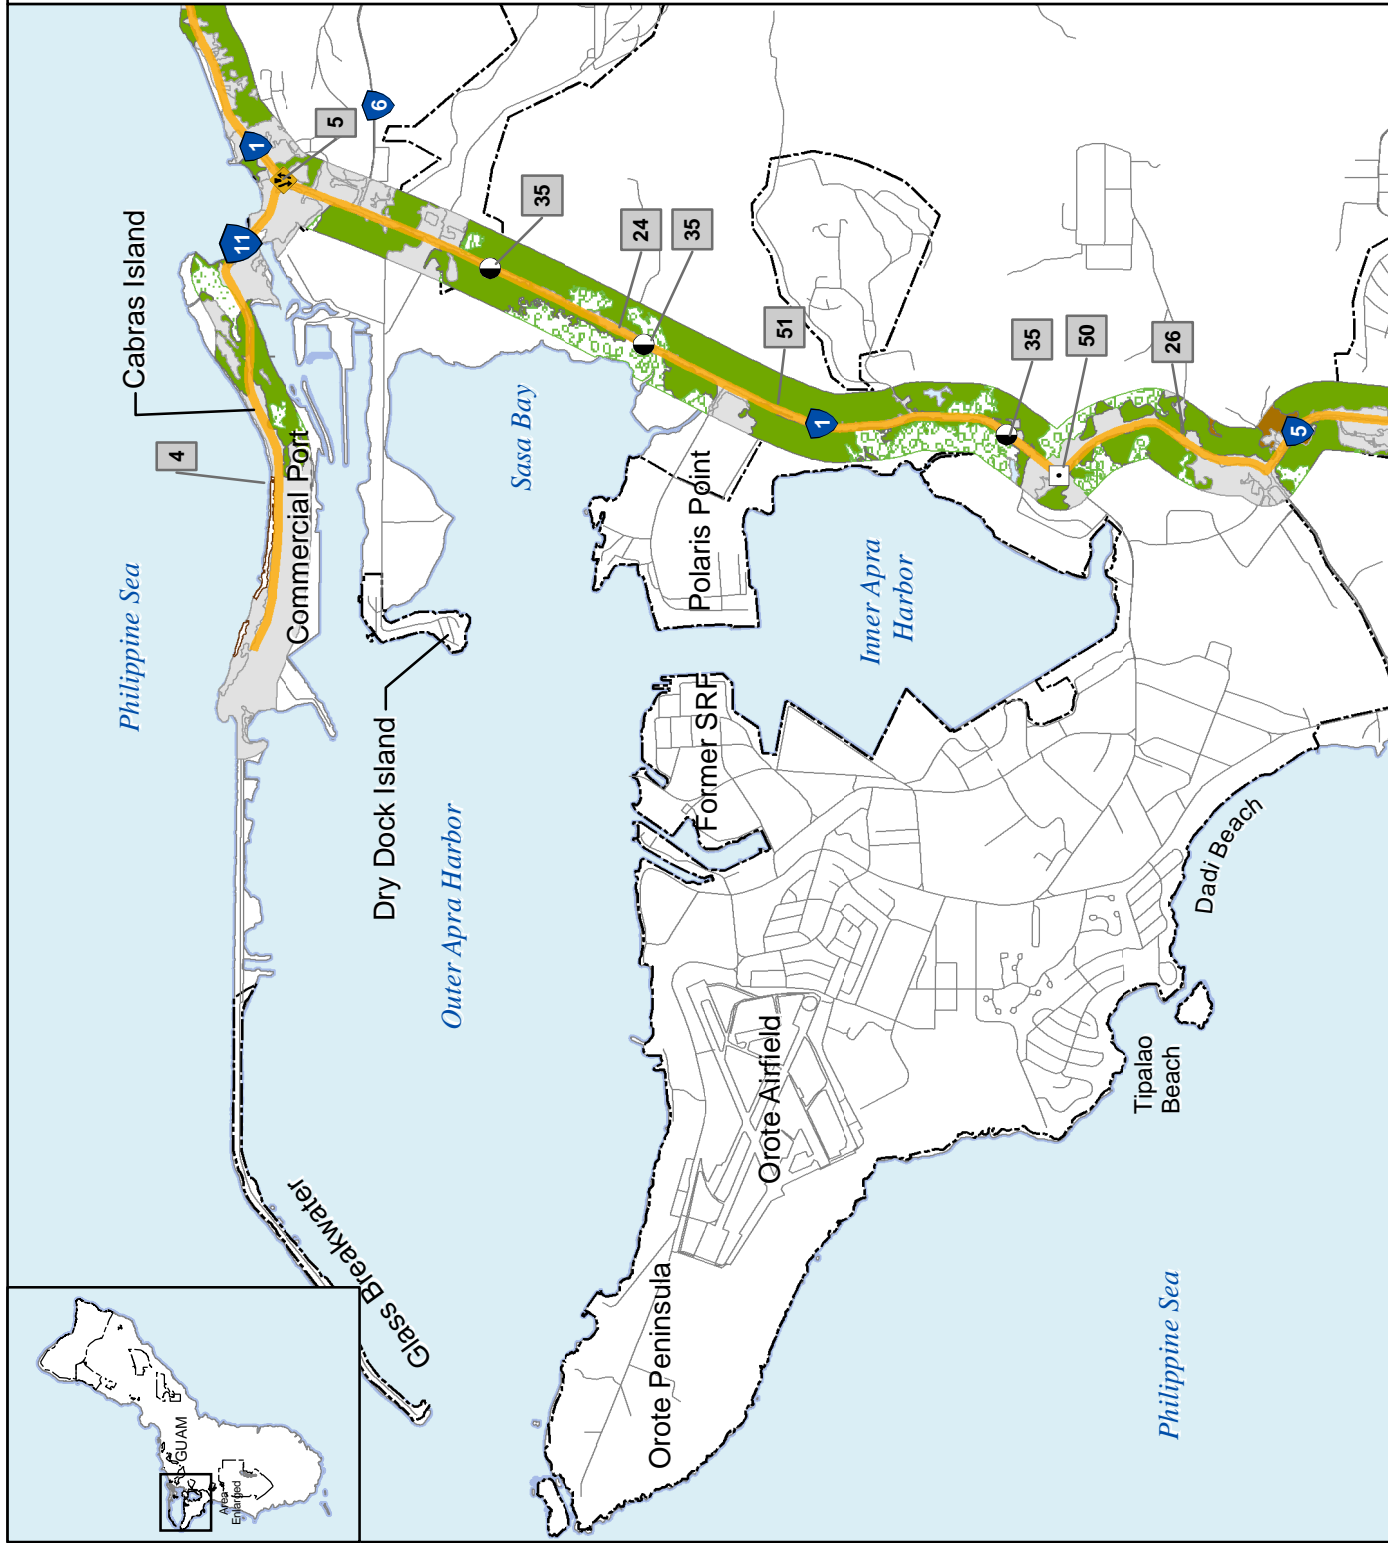 Philippine Sea
Cabras Island
11
1
5
6
4
Commercial Port
Dry Dock Island
Outer Apra Harbor
Sasa Bay
35
24
35
51
1
Polaris Point
Former SRF
Inner Apra
Harbor
35
50
26
5
Glass Breakwater
Orote Peninsula
Orote Airfield
Tipalao
Beach
Dadi Beach
Philippine Sea
GUAM
Area
Enlarged